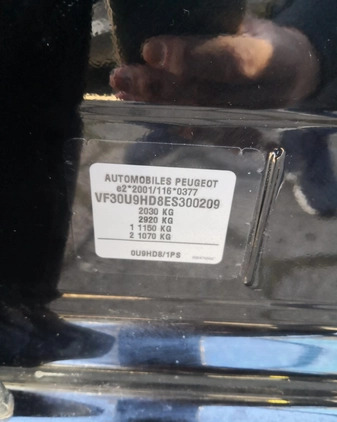 AUTOMOBILES PEUGEOT
e2*2001/116*0377
VF30U9HD8ES300209
2030 KG
2920 KG
1 1150 KG
2 1070 KG
0U9HD8/1PS